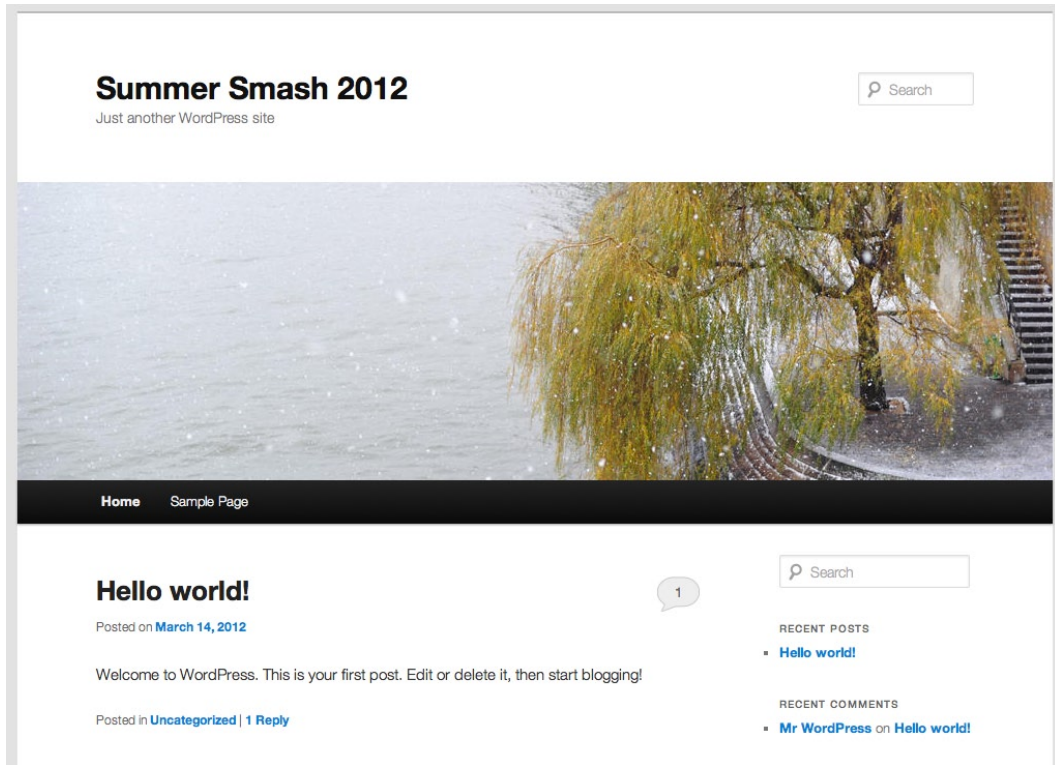 Summer Smash 2012
Just another WordPress site
Search
Home
Sample Page
Hello world!
1
Posted on March 14, 2012
Welcome to WordPress. This is your first post. Edit or delete it, then start blogging!
Posted in Uncategorized | 1 Reply
Search
RECENT POSTS
Hello world!
RECENT COMMENTS
Mr WordPress on Hello world!